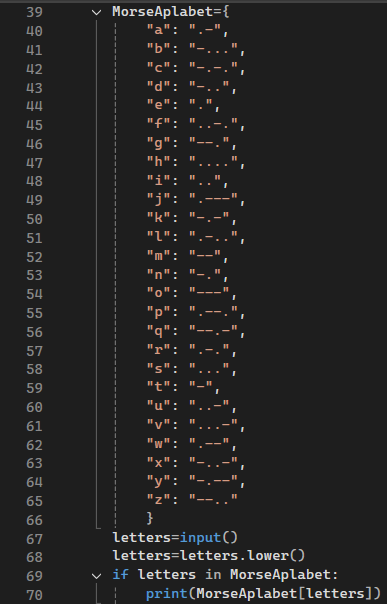 39 MorseAplabet={
40 "a": ".-",
41 "b": "-...",
42 "c": "-.-.",
43 "d": "-..",
44 "e": ".",
45 "f": "..-.",
46 "g": "--.",
47 "h": "....",
48 "i": "..",
49 "j": ".---",
50 "k": "-.-",
51 "l": ".-..",
52 "m": "--",
53 "n": "-.",
54 "o": "---",
55 "p": ".--.",
56 "q": "--.-",
57 "r": ".-.",
58 "s": "...",
59 "t": "-",
60 "u": "..-",
61 "v": "...-",
62 "w": ".--",
63 "x": "-..-",
64 "y": "-.--",
65 "z": "--.."
66 }
67 letters=input()
68 letters=letters.lower()
69 if letters in MorseAplabet:
70 print(MorseAplabet[letters])